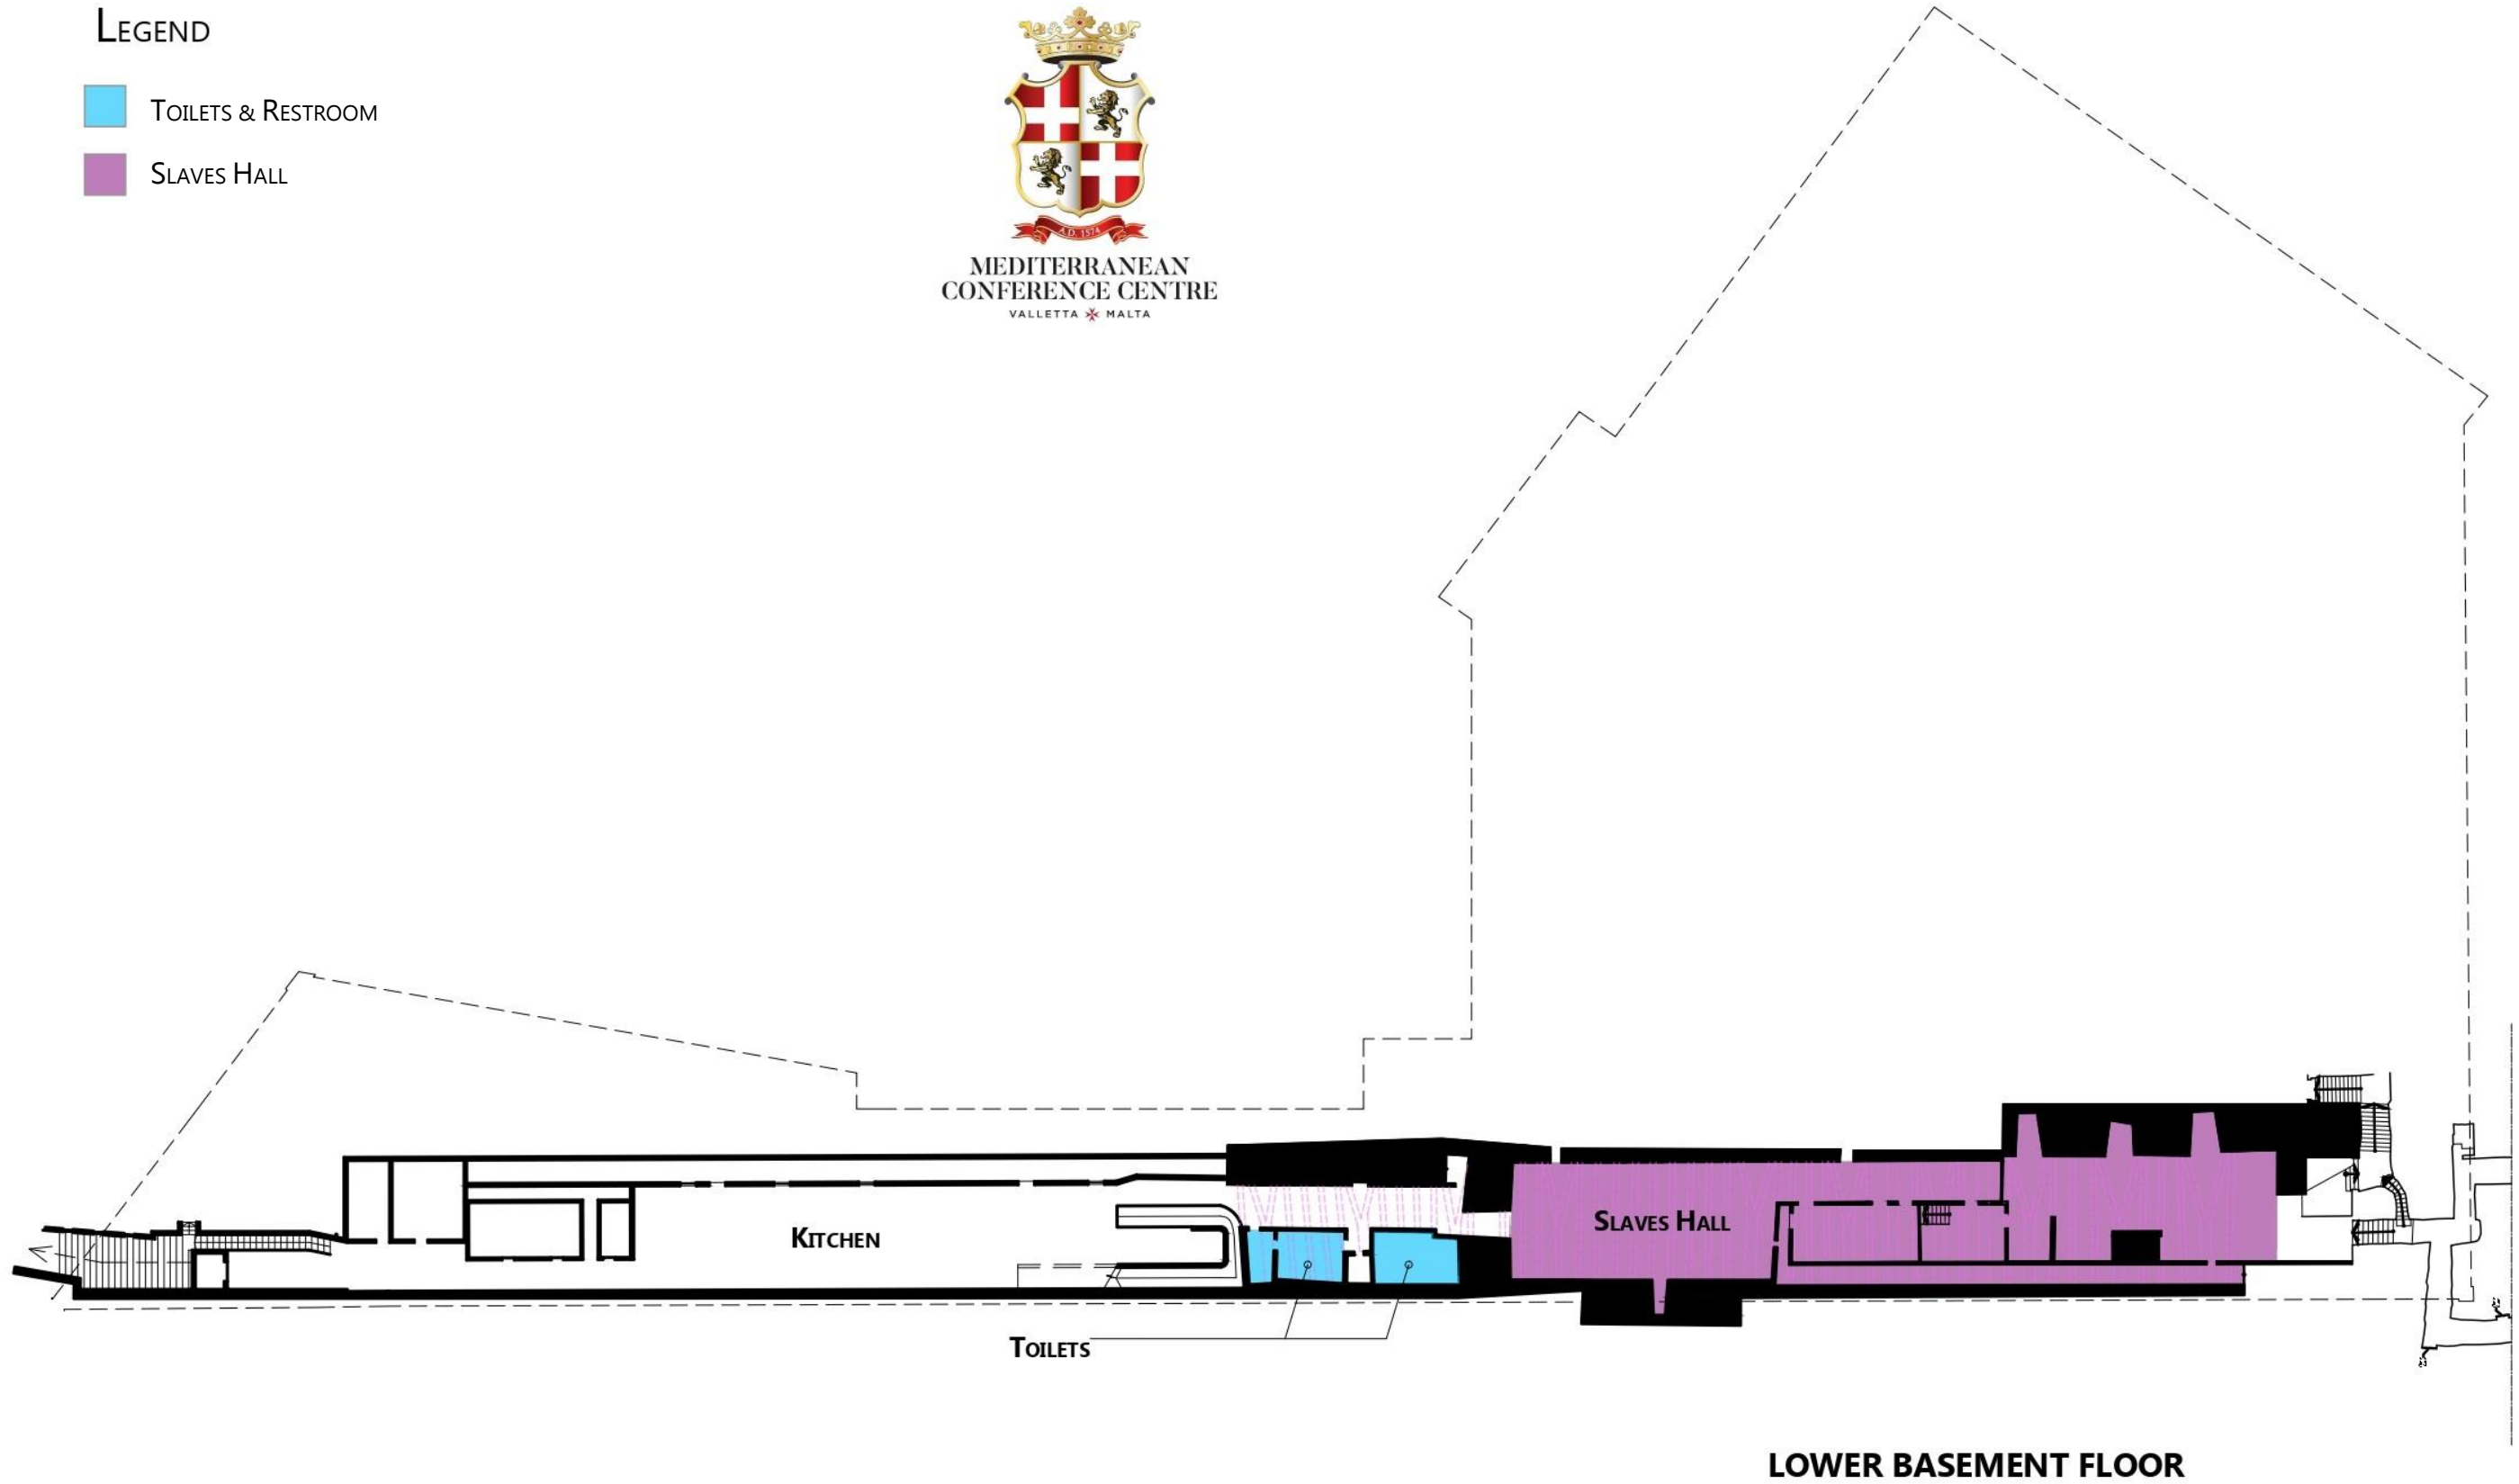 LEGEND
TOILETS & RESTROOM
SLAVES HALL
A.D. 1574
MEDITERRANEAN
CONFERENCE CENTRE
VALLETTA MALTA
KITCHEN
SLAVES HALL
TOILETS
LOWER BASEMENT FLOOR